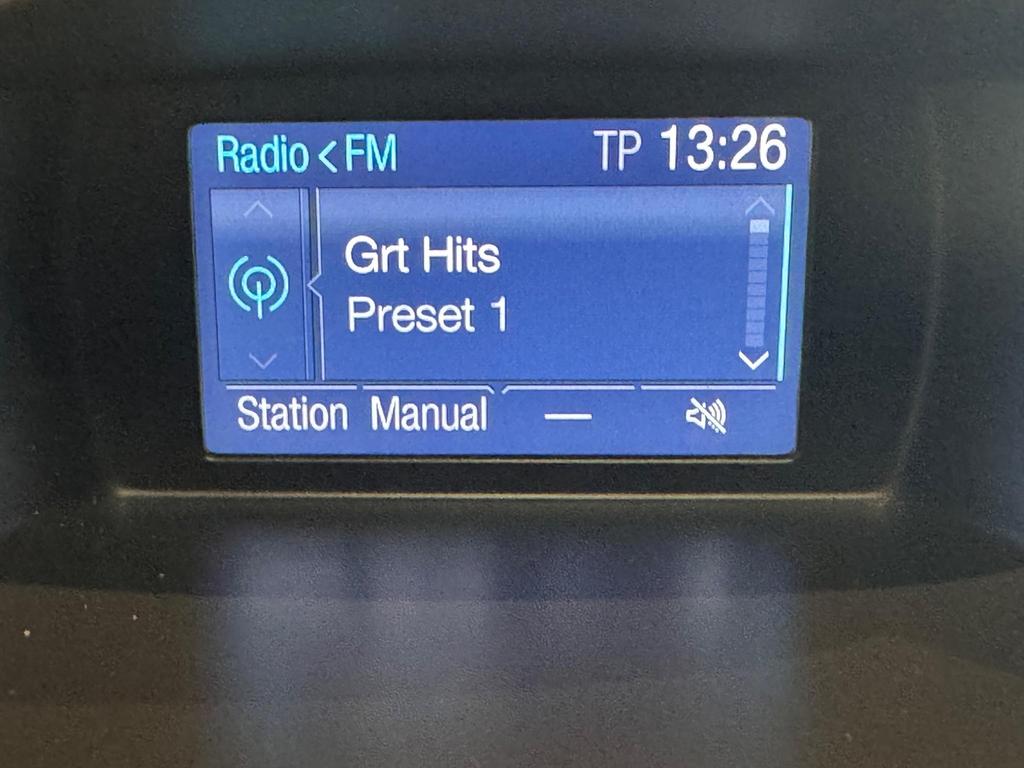 Radio < FM TP 13:26
Grt Hits
Preset 1
Station Manual —